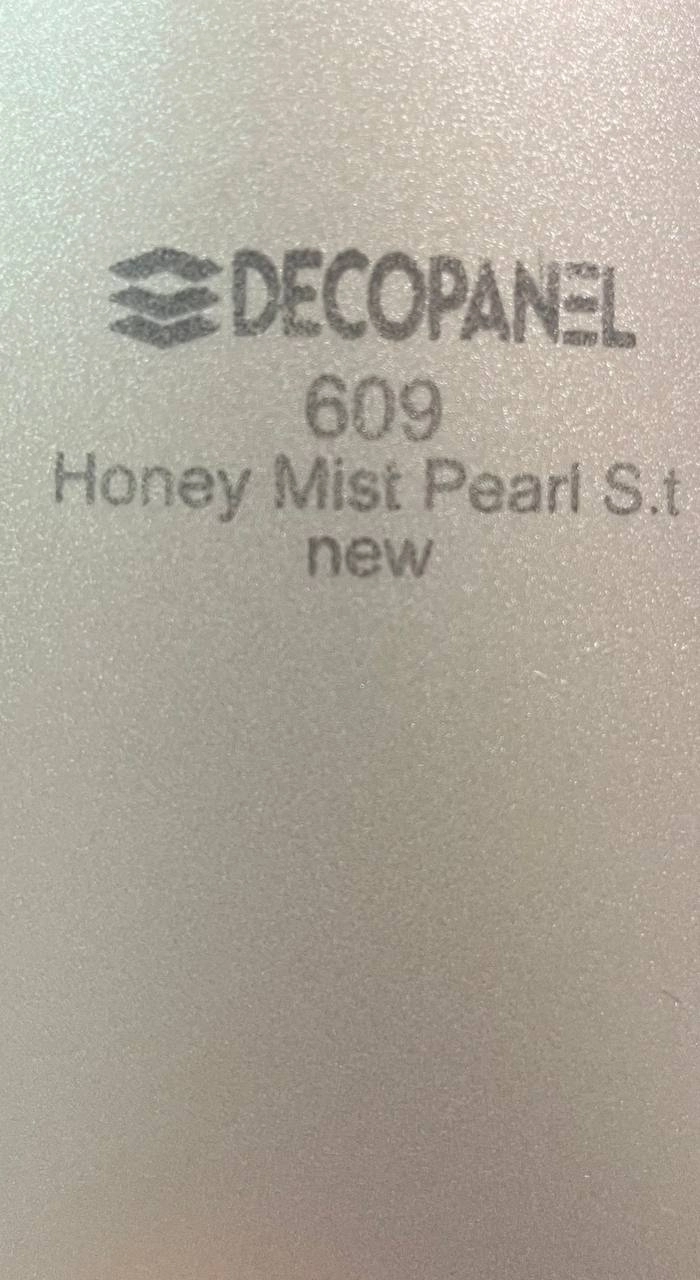 DECOPANEL
609
Honey Mist Pearl S.t
new